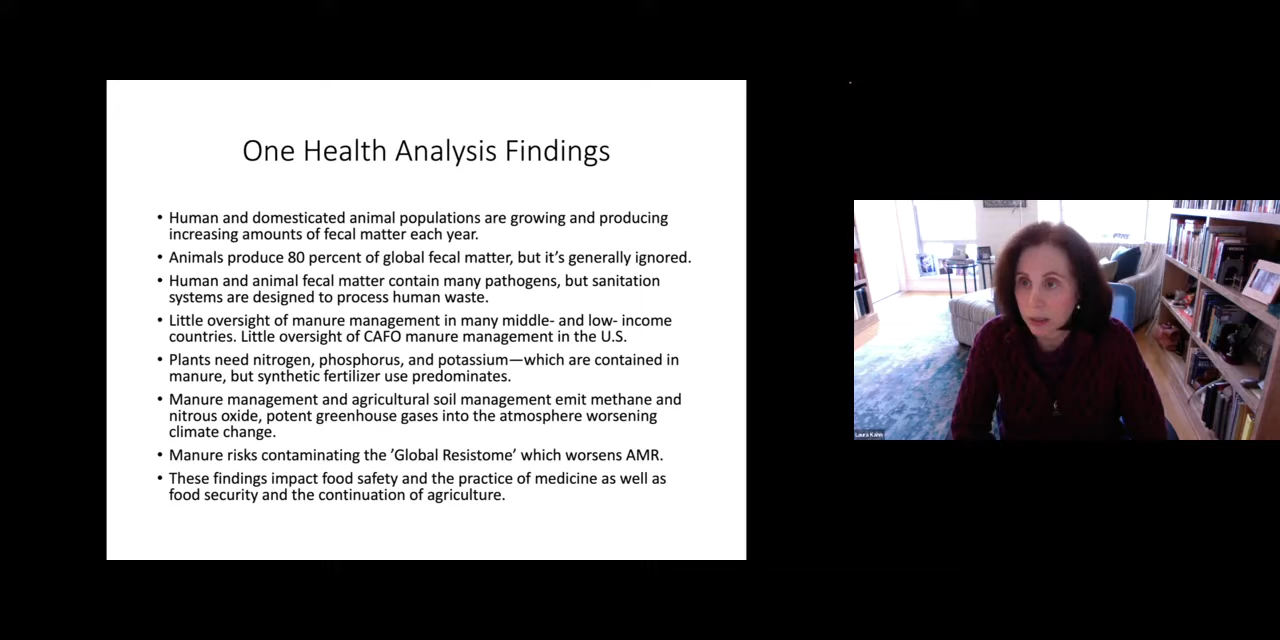 One Health Analysis Findings
• Human and domesticated animal populations are growing and producing
increasing amounts of fecal matter each year.
• Animals produce 80 percent of global fecal matter, but it’s generally ignored.
• Human and animal fecal matter contain many pathogens, but sanitation
systems are designed to process human waste.
• Little oversight of manure management in many middle- and low- income
countries. Little oversight of CAFO manure management in the U.S.
• Plants need nitrogen, phosphorus, and potassium—which are contained in
manure, but synthetic fertilizer use predominates.
• Manure management and agricultural soil management emit methane and
nitrous oxide, potent greenhouse gases into the atmosphere worsening
climate change.
• Manure risks contaminating the ’Global Resistome’ which worsens AMR.
• These findings impact food safety and the practice of medicine as well as
food security and the continuation of agriculture.
Laura Kahn